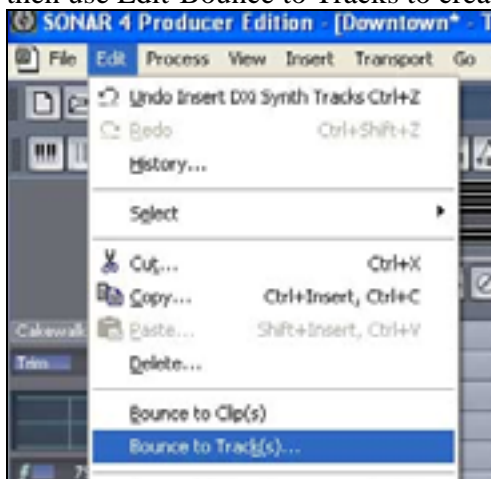 then use Edit-Bounce to Tracks to crea
SONAR 4 Producer Edition - [Downtown* - T
File Edit Process View Insert Transport Go
Undo Insert DXi Synth Tracks Ctrl+Z
Redo Ctrl+Shift+Z
History...
Select
Cut... Ctrl+X
Copy... Ctrl+Insert, Ctrl+C
Paste... Shift+Insert, Ctrl+V
Cakewalk
Delete...
Trim
Bounce to Clip(s)
Bounce to Track(s)...